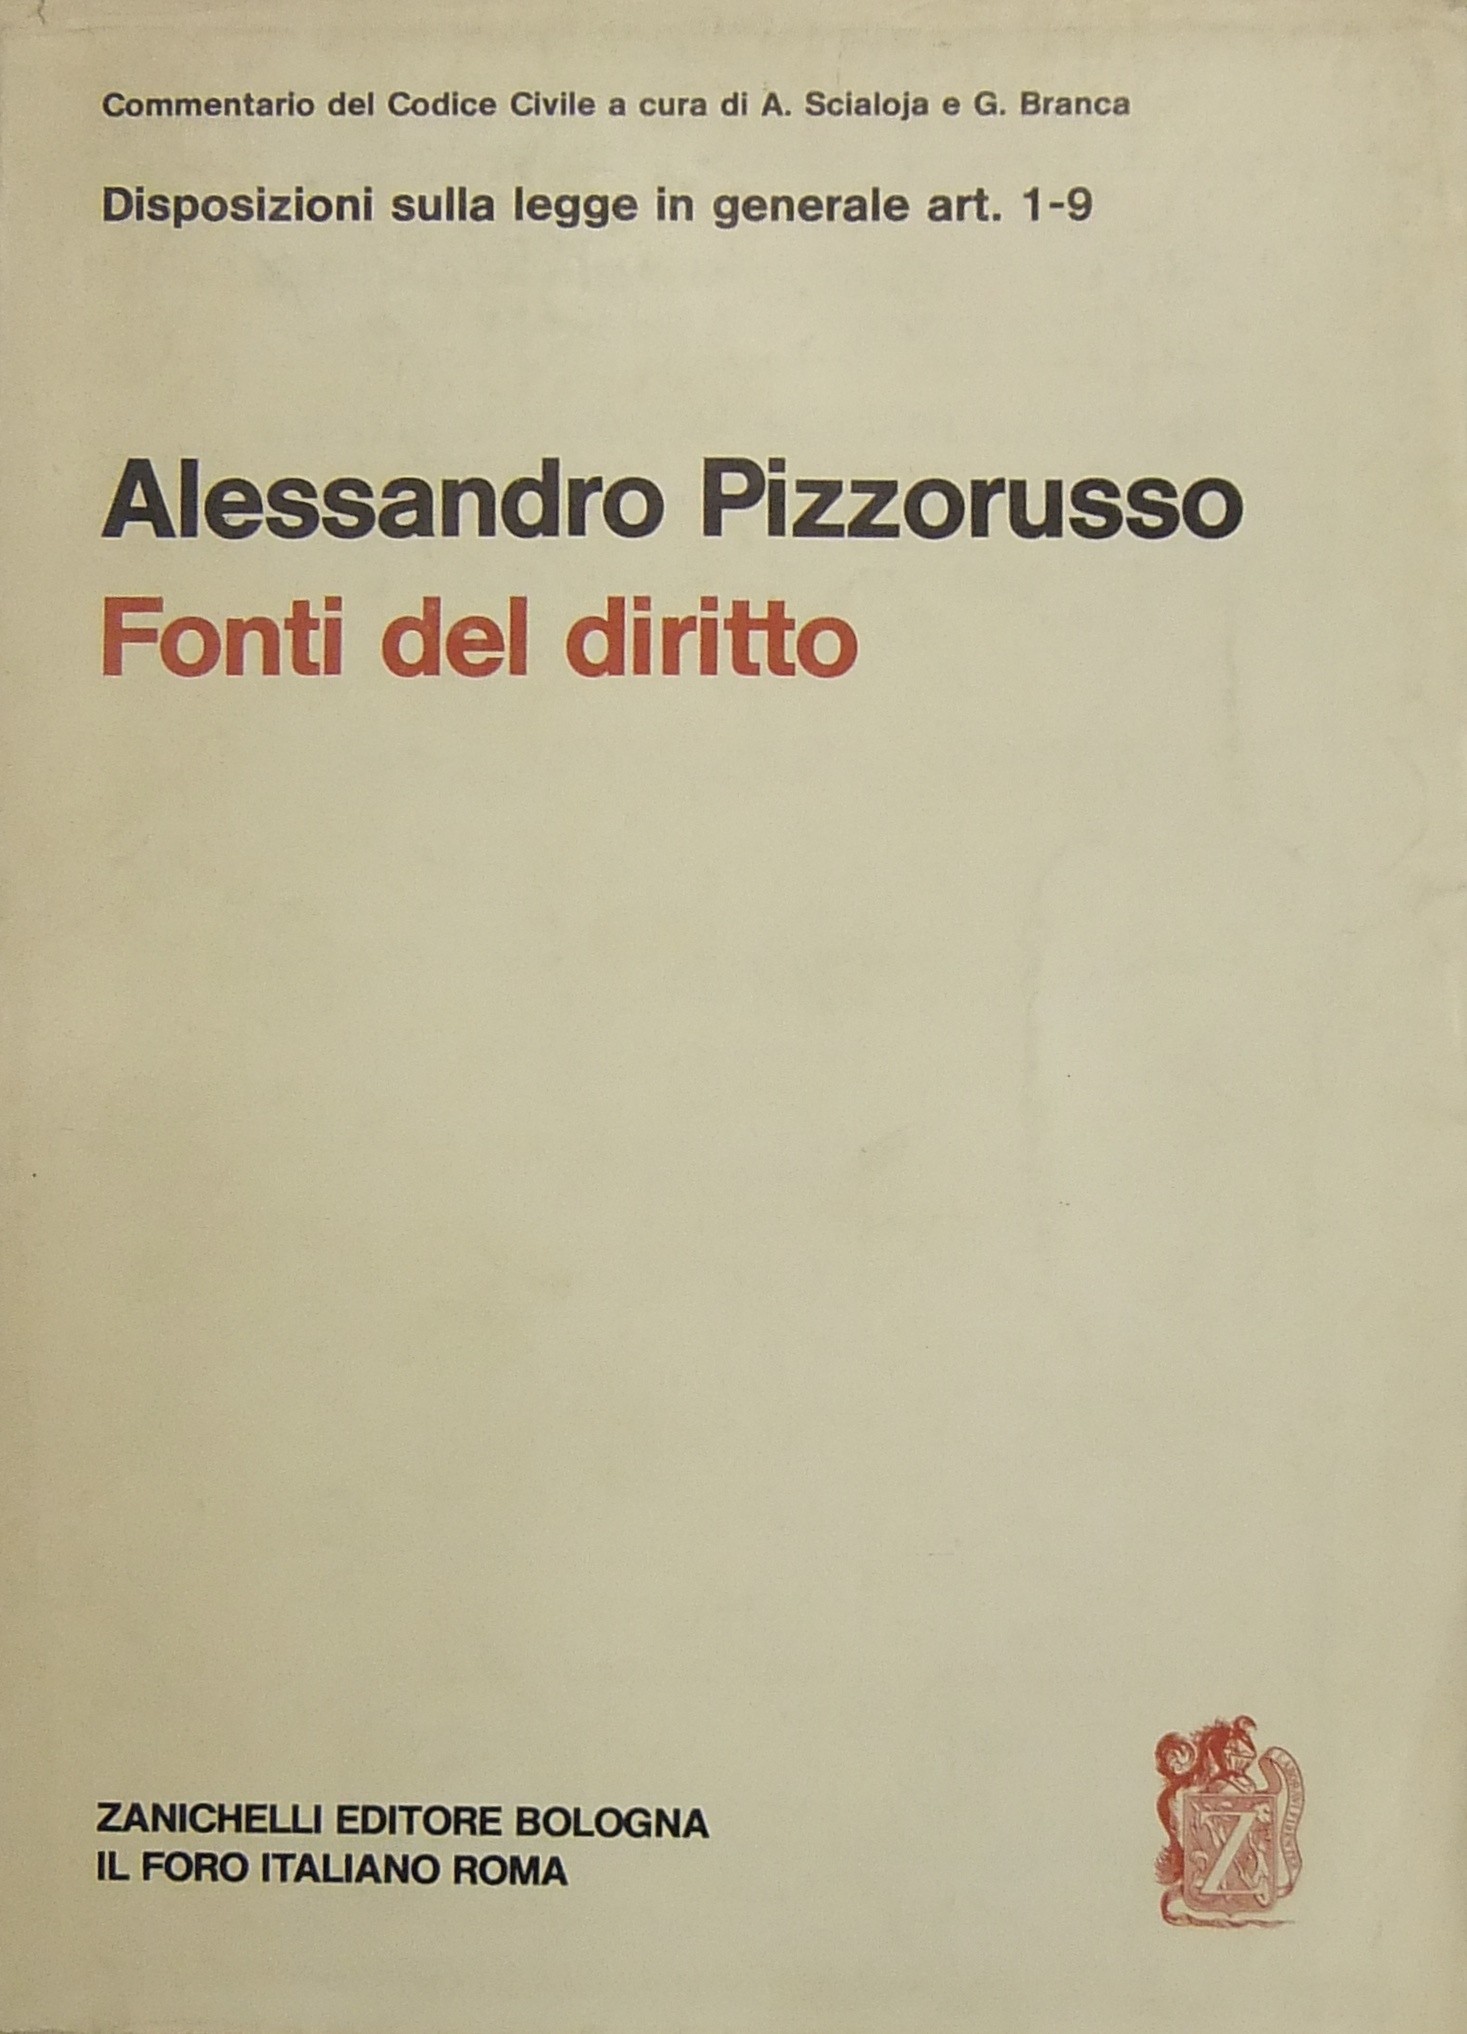 Commentario del Codice Civile a cura di A. Scialoja e G. Branca
Disposizioni sulla legge in generale art. 1-9
Alessandro Pizzorusso
Fonti del diritto
ZANICHELLI EDITORE BOLOGNA
IL FORO ITALIANO ROMA
Z